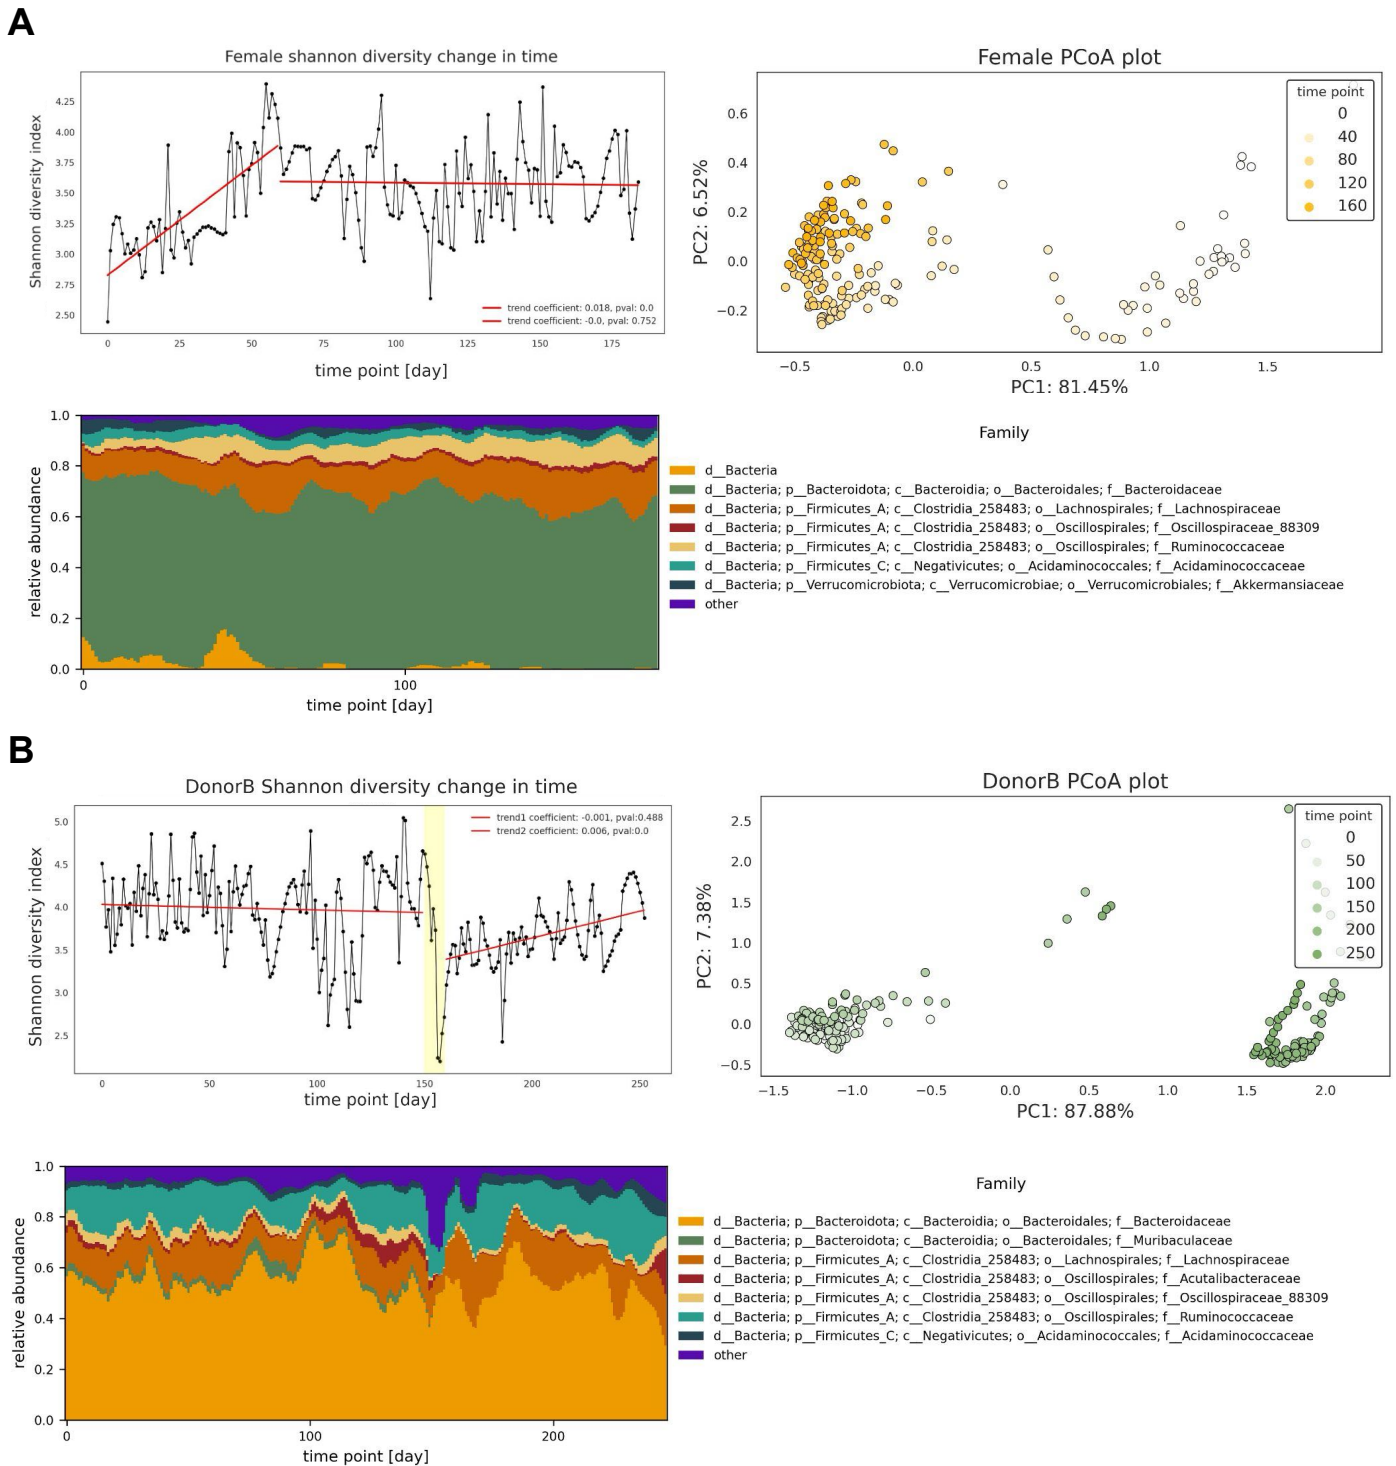 A
Female shannon diversity change in time
Shannon diversity index
4.25
4.00
3.75
3.50
3.25
3.00
2.75
2.50
trend coefficient: 0.018, pval: 0.0
trend coefficient: -0.0, pval: 0.752
0 25 50 75 100 125 150 175
time point [day]
Female PCoA plot
PC2: 6.52%
0.6
0.4
0.2
0.0
−0.2
time point
0
40
80
120
160
−0.5 0.0 0.5 1.0 1.5
PC1: 81.45%
relative abundance
1.0
0.8
0.6
0.4
0.2
0.0
0 100
time point [day]
Family
d__Bacteria
d__Bacteria; p__Bacteroidota; c__Bacteroidia; o__Bacteroidales; f__Bacteroidaceae
d__Bacteria; p__Firmicutes_A; c__Clostridia_258483; o__Lachnospirales; f__Lachnospiraceae
d__Bacteria; p__Firmicutes_A; c__Clostridia_258483; o__Oscillospirales; f__Oscillospiraceae_88309
d__Bacteria; p__Firmicutes_A; c__Clostridia_258483; o__Oscillospirales; f__Ruminococcaceae
d__Bacteria; p__Firmicutes_C; c__Negativicutes; o__Acidaminococcales; f__Acidaminococcaceae
d__Bacteria; p__Verrucomicrobiota; c__Verrucomicrobiae; o__Verrucomicrobiales; f__Akkermansiaceae
other
B
DonorB Shannon diversity change in time
Shannon diversity index
5.0
4.5
4.0
3.5
3.0
2.5
trend1 coefficient: -0.001, pval:0.488
trend2 coefficient: 0.006, pval:0.0
0 50 100 150 200 250
time point [day]
DonorB PCoA plot
PC2: 7.38%
2.5
2.0
1.5
1.0
0.5
0.0
−0.5
time point
0
50
100
150
200
250
−1.5 −1.0 −0.5 0.0 0.5 1.0 1.5 2.0
PC1: 87.88%
relative abundance
1.0
0.8
0.6
0.4
0.2
0.0
0 100 200
time point [day]
Family
d__Bacteria; p__Bacteroidota; c__Bacteroidia; o__Bacteroidales; f__Bacteroidaceae
d__Bacteria; p__Bacteroidota; c__Bacteroidia; o__Bacteroidales; f__Muribaculaceae
d__Bacteria; p__Firmicutes_A; c__Clostridia_258483; o__Lachnospirales; f__Lachnospiraceae
d__Bacteria; p__Firmicutes_A; c__Clostridia_258483; o__Oscillospirales; f__Acutalibacteraceae
d__Bacteria; p__Firmicutes_A; c__Clostridia_258483; o__Oscillospirales; f__Oscillospiraceae_88309
d__Bacteria; p__Firmicutes_A; c__Clostridia_258483; o__Oscillospirales; f__Ruminococcaceae
d__Bacteria; p__Firmicutes_C; c__Negativicutes; o__Acidaminococcales; f__Acidaminococcaceae
other